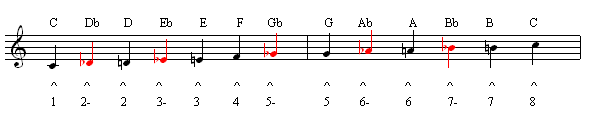 C Db D Eb E F Gb G Ab A Bb B C
^ ^ ^ ^ ^ ^ ^ ^ ^ ^ ^ ^ ^
1 2- 2 3- 3 4 5- 5 6- 6 7- 7 8